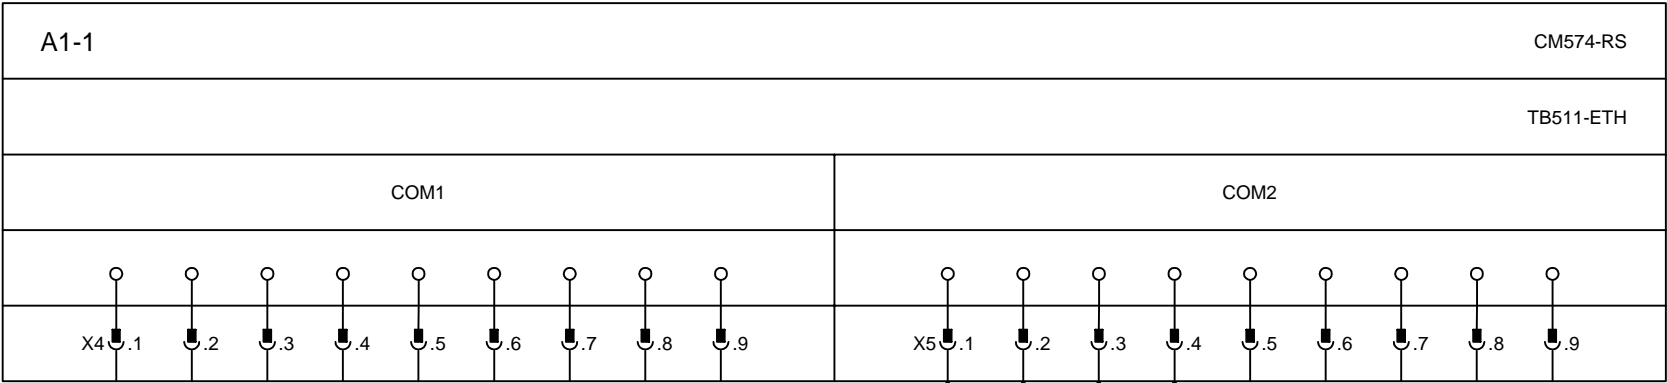 A1-1 CM574-RS
TB511-ETH
COM1 COM2
X4 .1 .2 .3 .4 .5 .6 .7 .8 .9 X5 .1 .2 .3 .4 .5 .6 .7 .8 .9